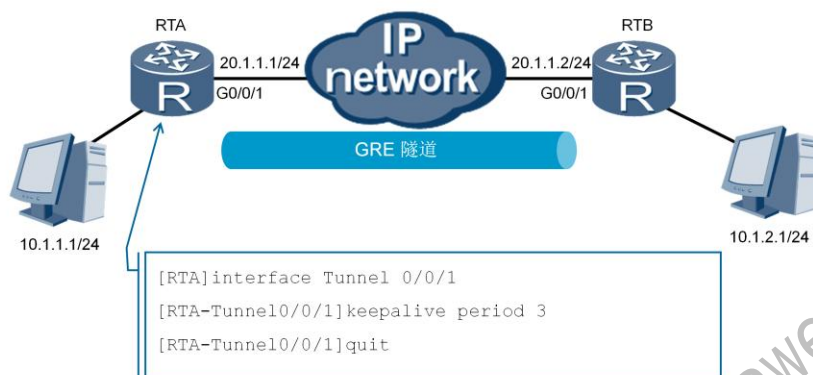 RTA
RTB
IP
network
20.1.1.1/24
20.1.1.2/24
G0/0/1
G0/0/1
R
R
GRE 隧道
10.1.1.1/24
10.1.2.1/24
[RTA]interface Tunnel 0/0/1
[RTA-Tunnel0/0/1]keepalive period 3
[RTA-Tunnel0/0/1]quit